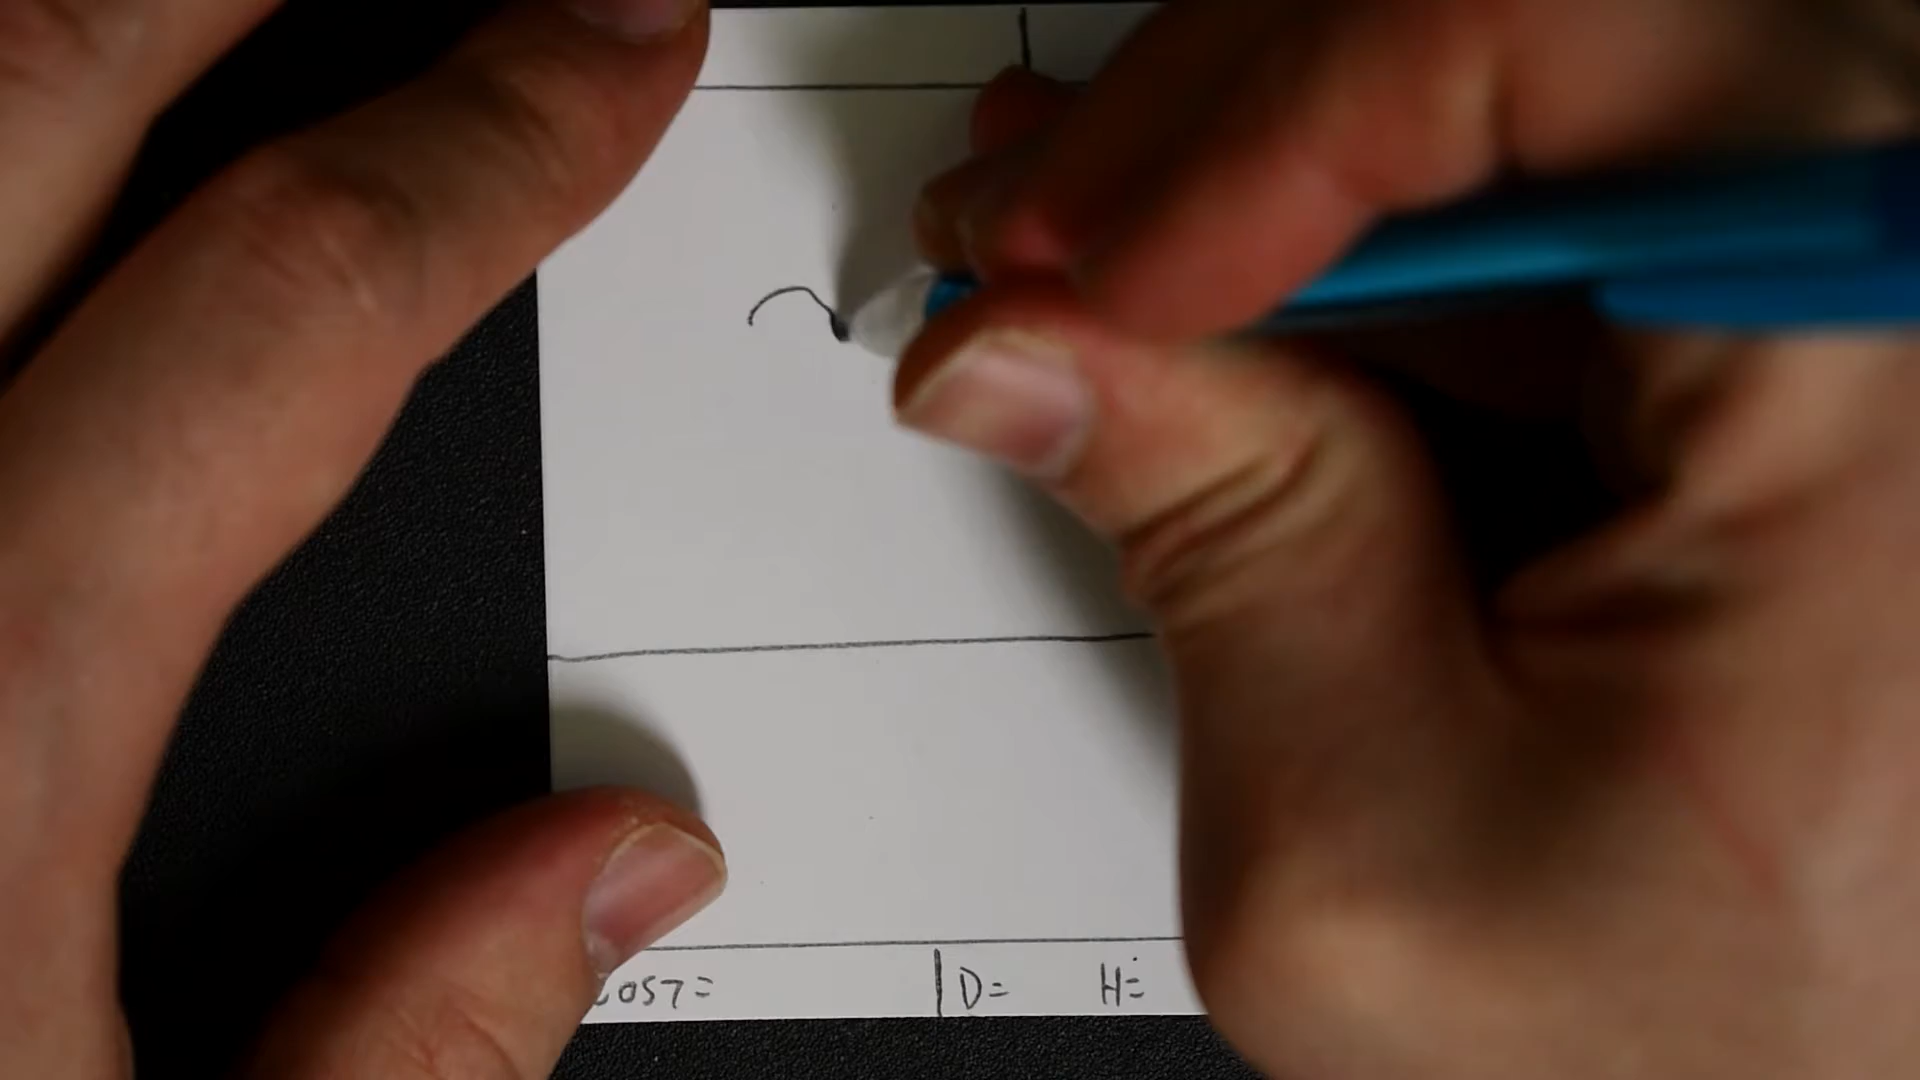 COST= D= H=